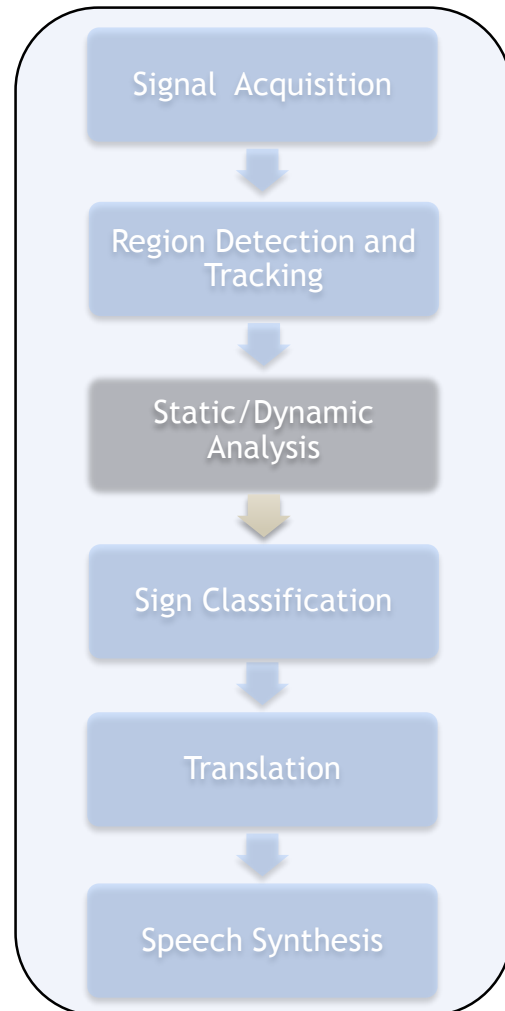 Signal Acquisition
Region Detection and
Tracking
Static/Dynamic
Analysis
Sign Classification
Translation
Speech Synthesis